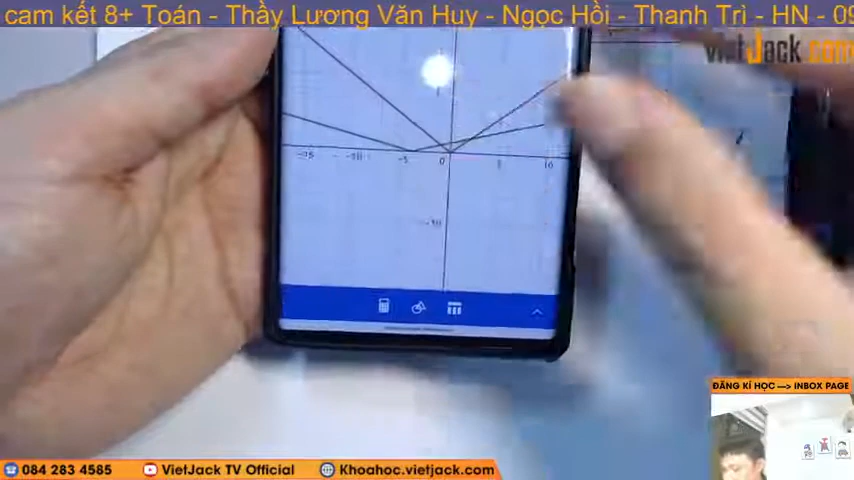 cam kết 8+ Toán - Thầy Lương Văn Huy - Ngọc Hồi - Thanh Trì - HN - 09
VietJack.com
-15 -10 -5 0 5 10
-10
ĐĂNG KÍ HỌC —> INBOX PAGE
084 283 4585 VietJack TV Official Khoahoc.vietjack.com